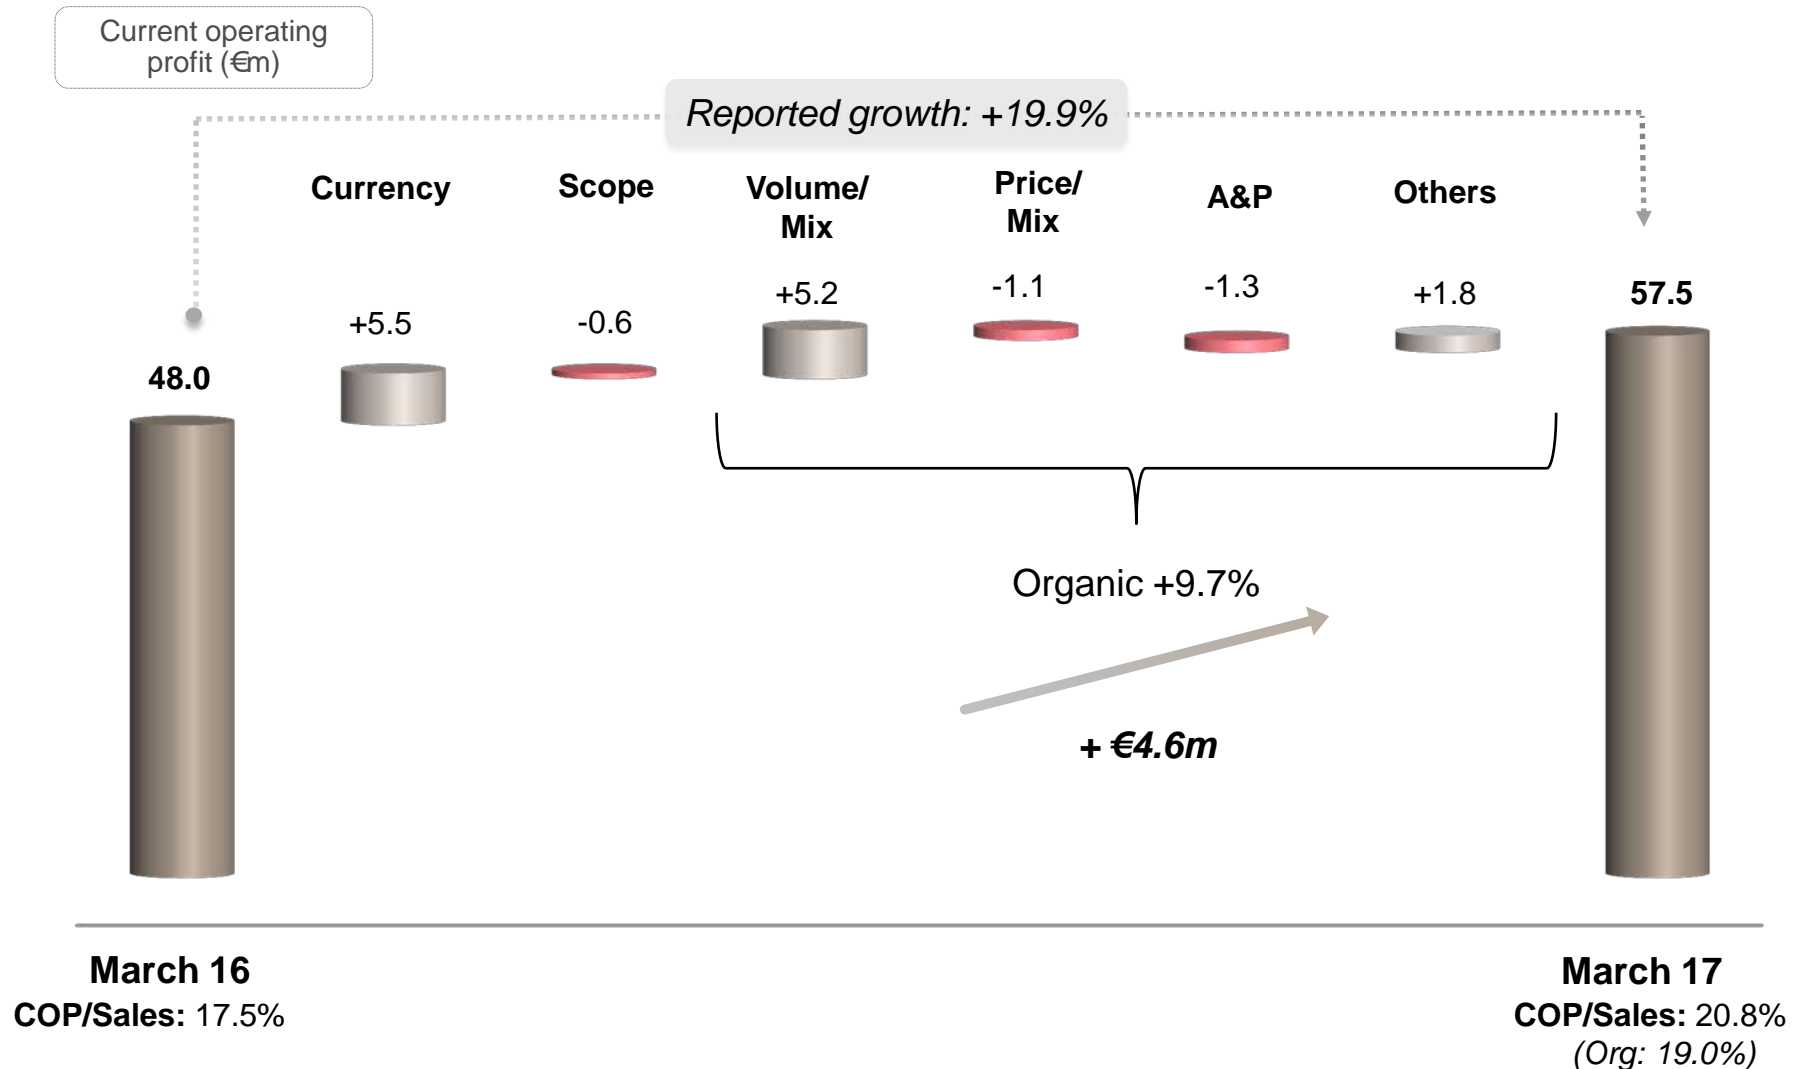 Current operating
profit (€m)
Reported growth: +19.9%
Currency
Scope
Volume/
Mix
Price/
Mix
A&P
Others
48.0
+5.5
-0.6
+5.2
-1.1
-1.3
+1.8
57.5
Organic +9.7%
+ €4.6m
March 16
COP/Sales: 17.5%
March 17
COP/Sales: 20.8%
(Org: 19.0%)